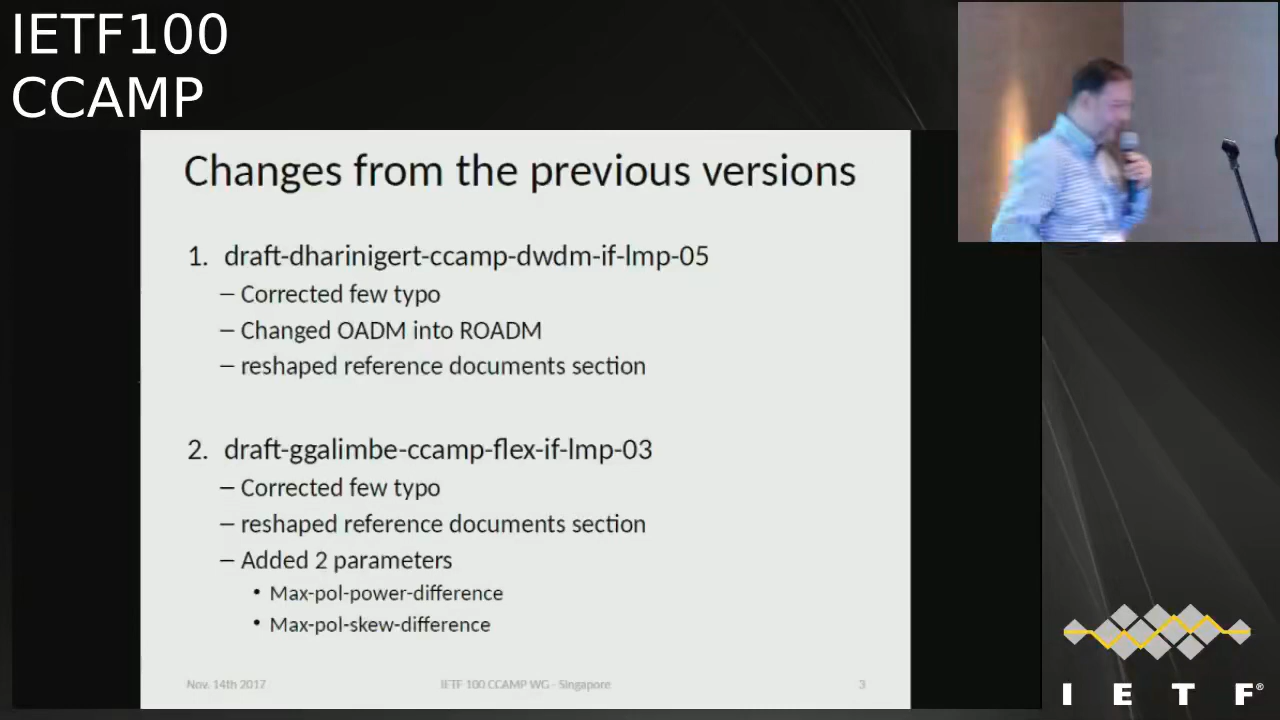 IETF100
CCAMP
Changes from the previous versions
1. draft-dharinigert-ccamp-dwdm-if-lmp-05
– Corrected few typo
– Changed OADM into ROADM
– reshaped reference documents section
2. draft-ggalimbe-ccamp-flex-if-lmp-03
– Corrected few typo
– reshaped reference documents section
– Added 2 parameters
• Max-pol-power-difference
• Max-pol-skew-difference
Nov. 14th 2017 IETF 100 CCAMP WG - Singapore 3
I E T F®